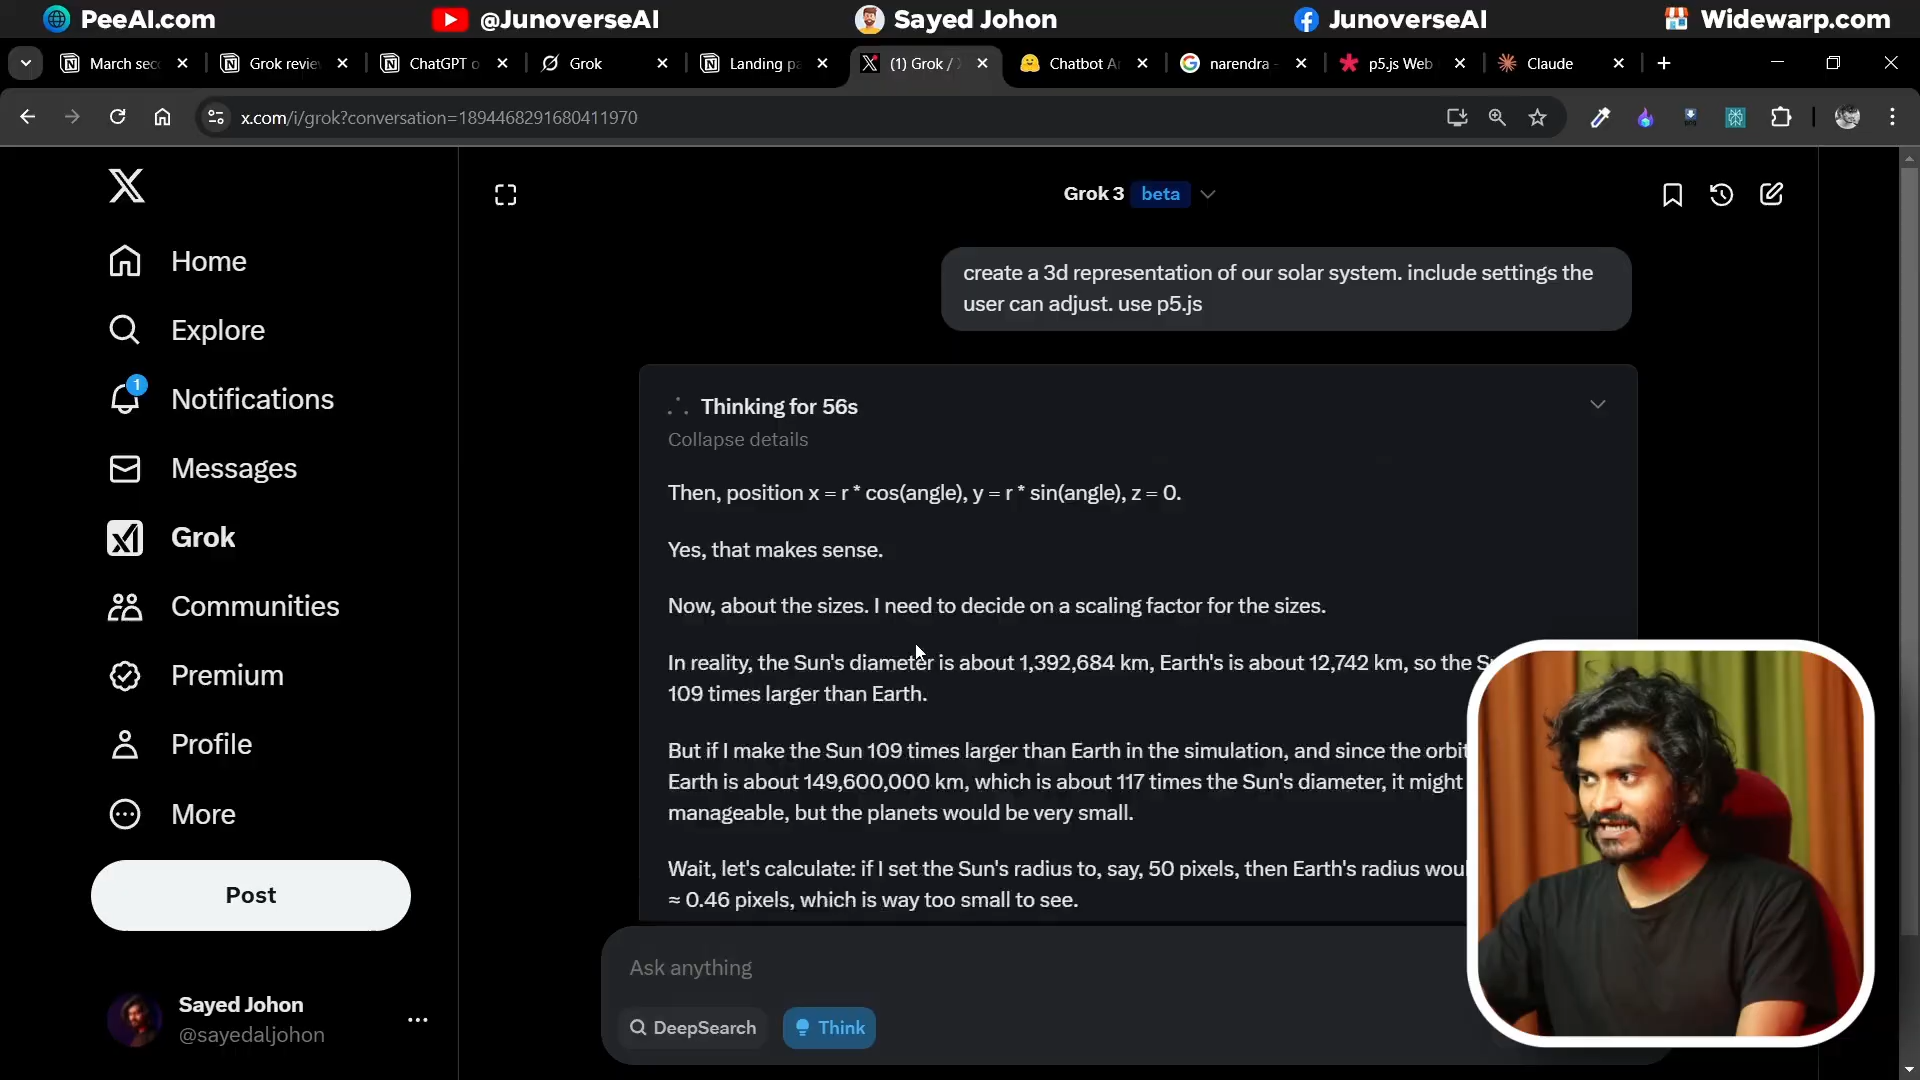 PeeAI.com
@JunoverseAI
Sayed Johon
JunoverseAI
Widewarp.com
March sec
Grok revie
ChatGPT o
Grok
Landing pa
(1) Grok /
Chatbot Ar
narendra -
p5.js Web
Claude
x.com/i/grok?conversation=1894468291680411970
Home
Explore
1
Notifications
Messages
Grok
Communities
Premium
Profile
More
Post
Sayed Johon
@sayedaljohon
Grok 3 beta
create a 3d representation of our solar system. include settings the
user can adjust. use p5.js
Thinking for 56s
Collapse details
Then, position x = r * cos(angle), y = r * sin(angle), z = 0.
Yes, that makes sense.
Now, about the sizes. I need to decide on a scaling factor for the sizes.
In reality, the Sun's diameter is about 1,392,684 km, Earth's is about 12,742 km, so the S
109 times larger than Earth.
But if I make the Sun 109 times larger than Earth in the simulation, and since the orbit
Earth is about 149,600,000 km, which is about 117 times the Sun's diameter, it might
manageable, but the planets would be very small.
Wait, let's calculate: if I set the Sun's radius to, say, 50 pixels, then Earth's radius woul
≈ 0.46 pixels, which is way too small to see.
Ask anything
DeepSearch
Think